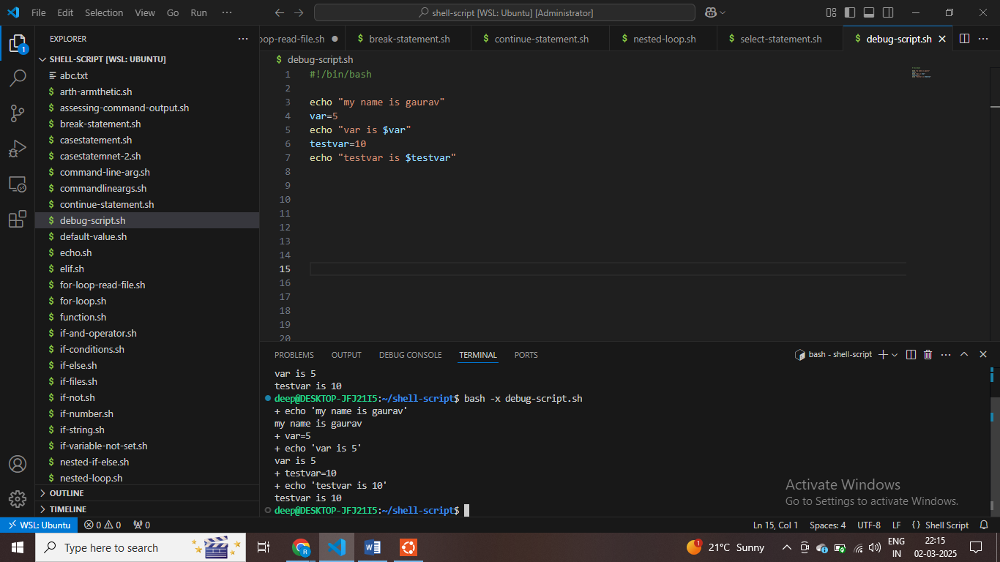 File Edit Selection View Go Run ···
shell-script [WSL: Ubuntu] [Administrator]
EXPLORER ···
oop-read-file.sh
$ break-statement.sh
$ continue-statement.sh
$ nested-loop.sh
$ select-statement.sh
$ debug-script.sh
1
SHELL-SCRIPT [WSL: UBUNTU]
abc.txt
$ arth-armthetic.sh
$ assessing-command-output.sh
$ break-statement.sh
$ casestatement.sh
$ casestatemnet-2.sh
$ command-line-arg.sh
$ commandlineargs.sh
$ continue-statement.sh
$ debug-script.sh
$ default-value.sh
$ echo.sh
$ elif.sh
$ for-loop-read-file.sh
$ for-loop.sh
$ function.sh
$ if-and-operator.sh
$ if-conditions.sh
$ if-else.sh
$ if-files.sh
$ if-not.sh
$ if-number.sh
$ if-string.sh
$ if-variable-not-set.sh
$ nested-if-else.sh
$ nested-loop.sh
OUTLINE
TIMELINE
$ debug-script.sh
1 #!/bin/bash
2
3 echo "my name is gaurav"
4 var=5
5 echo "var is $var"
6 testvar=10
7 echo "testvar is $testvar"
8
9
10
11
12
13
14
15
16
17
18
19
20
PROBLEMS OUTPUT DEBUG CONSOLE TERMINAL PORTS
bash - shell-script
var is 5
testvar is 10
deep@DESKTOP-JFJ21I5:~/shell-script$ bash -x debug-script.sh
+ echo 'my name is gaurav'
my name is gaurav
+ var=5
+ echo 'var is 5'
var is 5
+ testvar=10
+ echo 'testvar is 10'
testvar is 10
deep@DESKTOP-JFJ21I5:~/shell-script$
Activate Windows
Go to Settings to activate Windows.
WSL: Ubuntu 0 0 0
Ln 15, Col 1 Spaces: 4 UTF-8 LF {} Shell Script
Type here to search
1
21°C Sunny
ENG
IN
22:15
02-03-2025